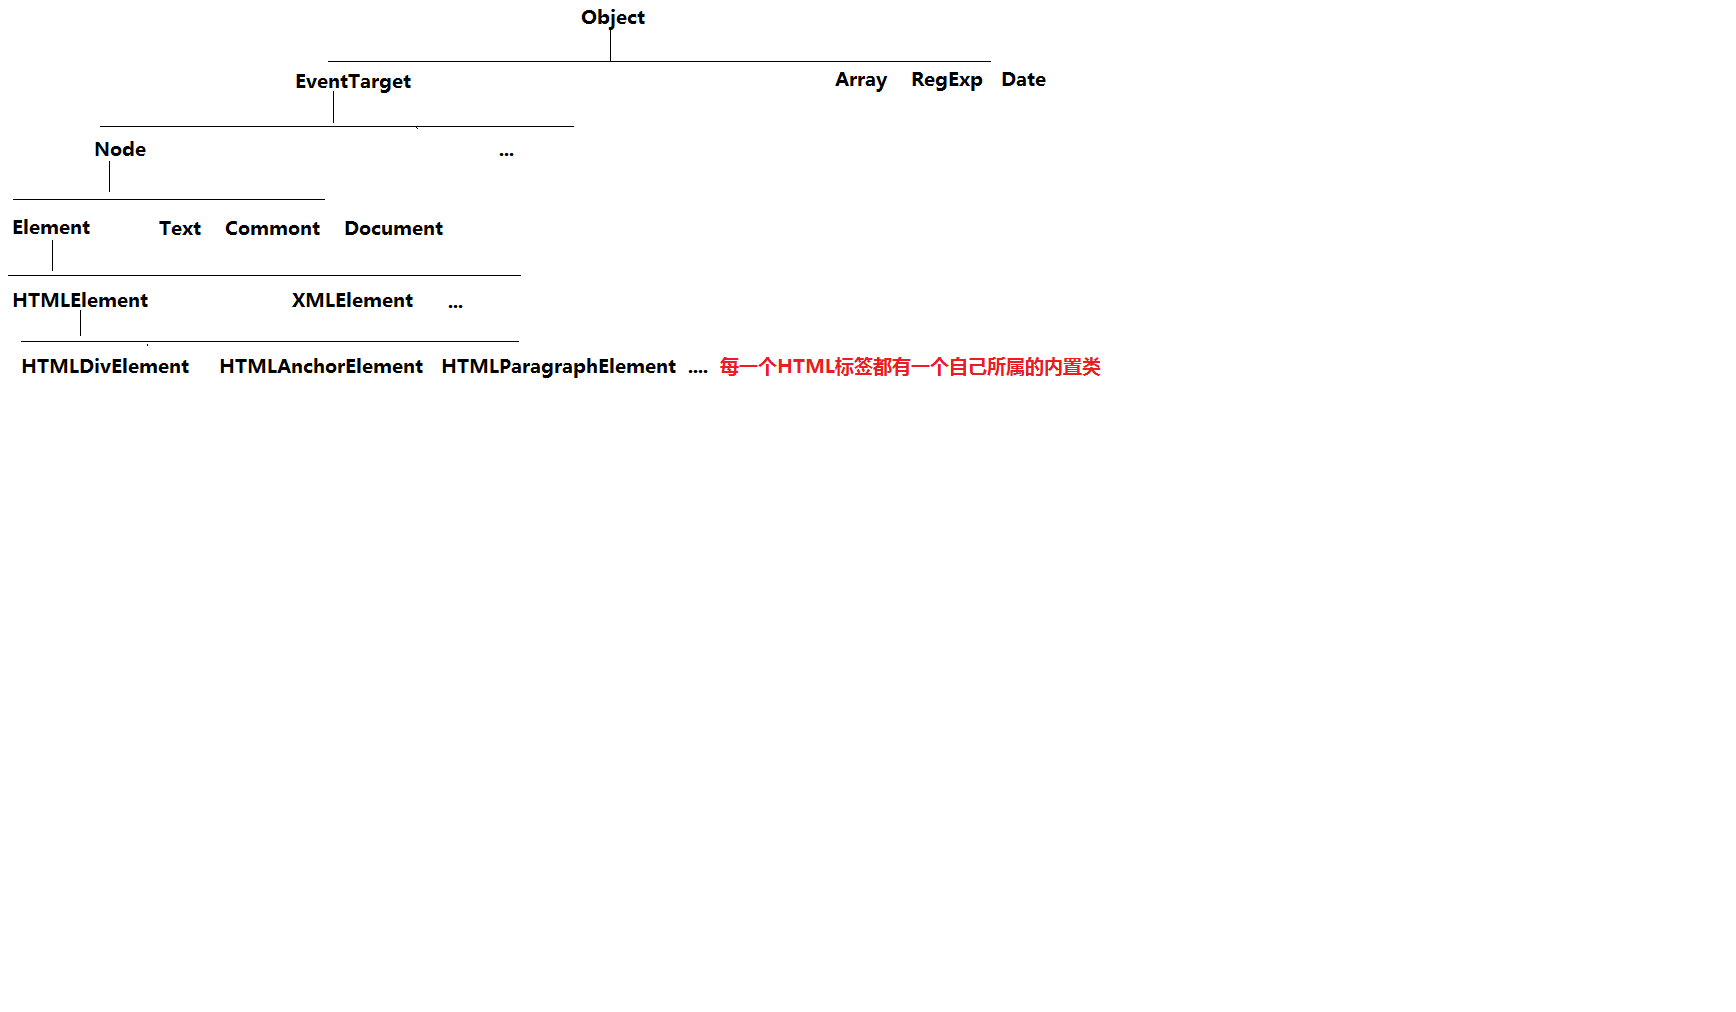 Object
EventTarget Array RegExp Date
Node ...
Element Text Commont Document
HTMLElement XMLElement ...
HTMLDivElement HTMLAnchorElement HTMLParagraphElement .... 每一个HTML标签都有一个自己所属的内置类